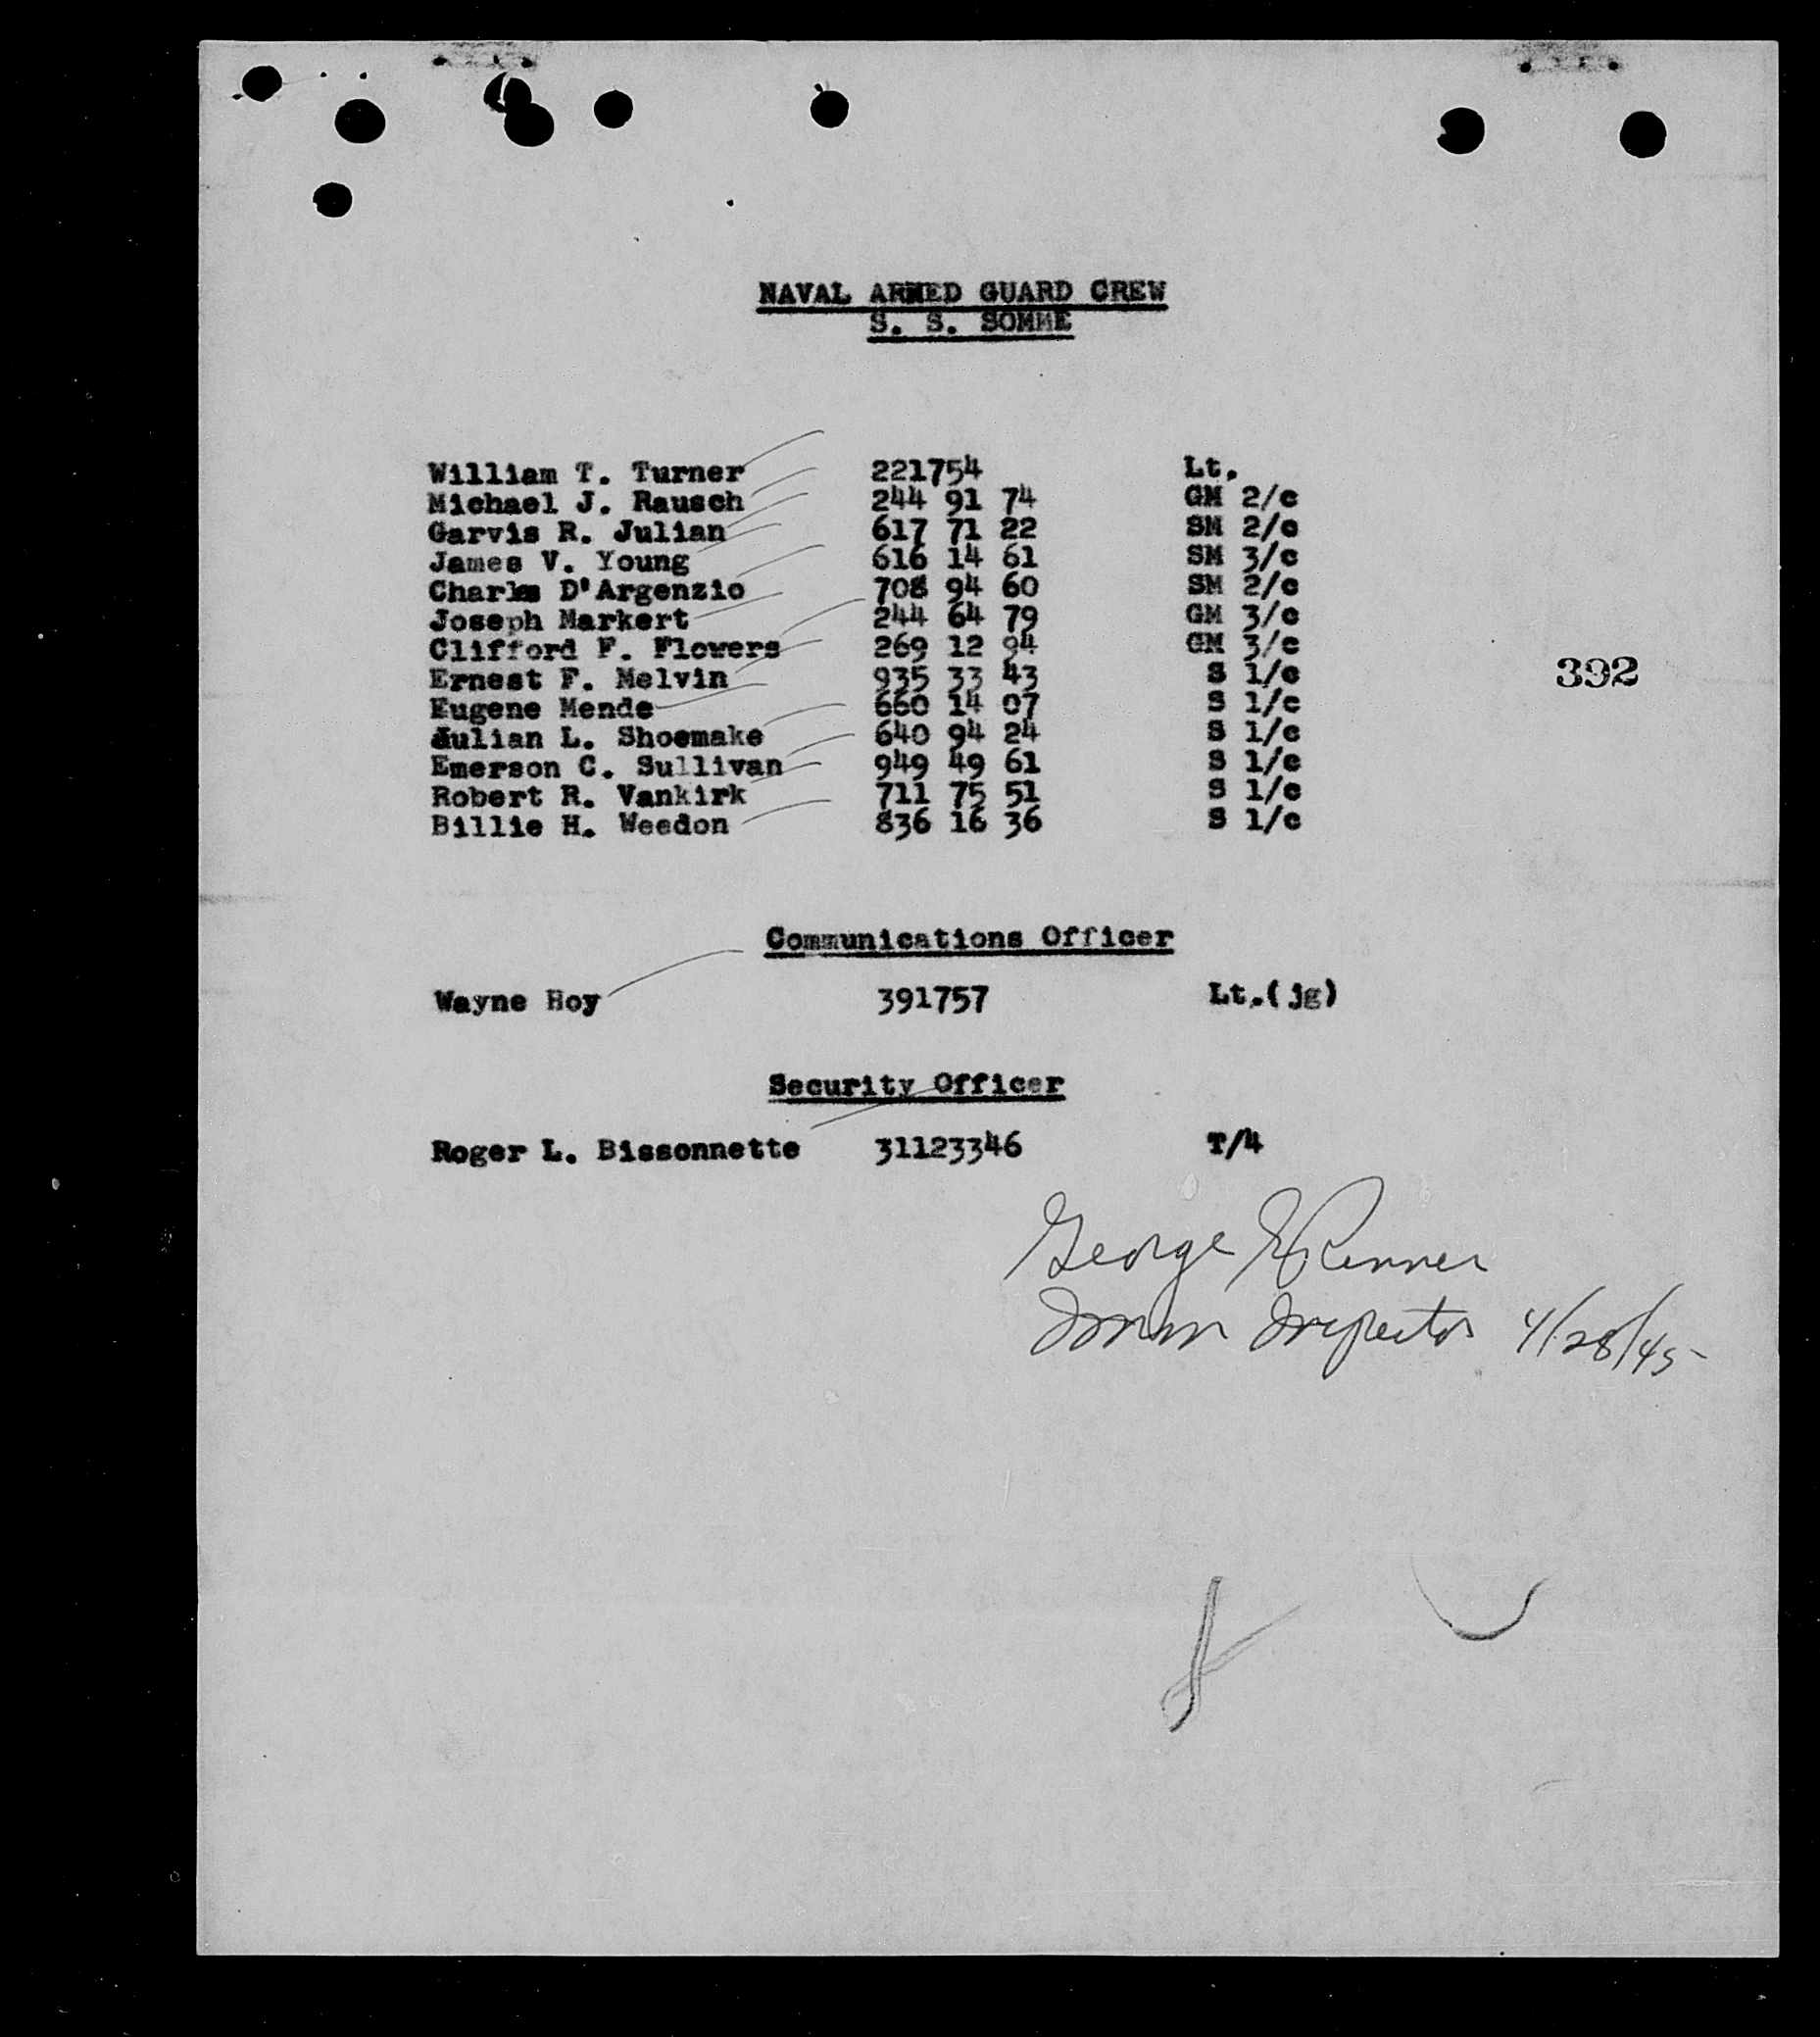 NAVAL ARMED GUARD CREW
S. S. SOMME
William T. Turner 221754 Lt.
Michael J. Rausch 244 91 74 GM 2/c
Garvis R. Julian 617 71 22 SM 2/c
James V. Young 616 14 61 SM 3/c
Charles D'Argenzio 708 94 60 SM 2/c
Joseph Markert 244 64 79 GM 3/c
Clifford F. Flowers 269 12 94 GM 3/c
Ernest F. Melvin 935 33 43 S 1/c
392
Eugene Mende 660 14 07 S 1/c
Julian L. Shoemake 640 94 24 S 1/c
Emerson C. Sullivan 949 49 61 S 1/c
Robert R. Vankirk 711 75 51 S 1/c
Billie H. Weedon 836 16 36 S 1/c
Communications Officer
Wayne Hoy 391757 Lt.(jg)
Security Officer
Roger L. Bissonnette 31123346 T/4
George Renner
Imm Inspector 4/28/45